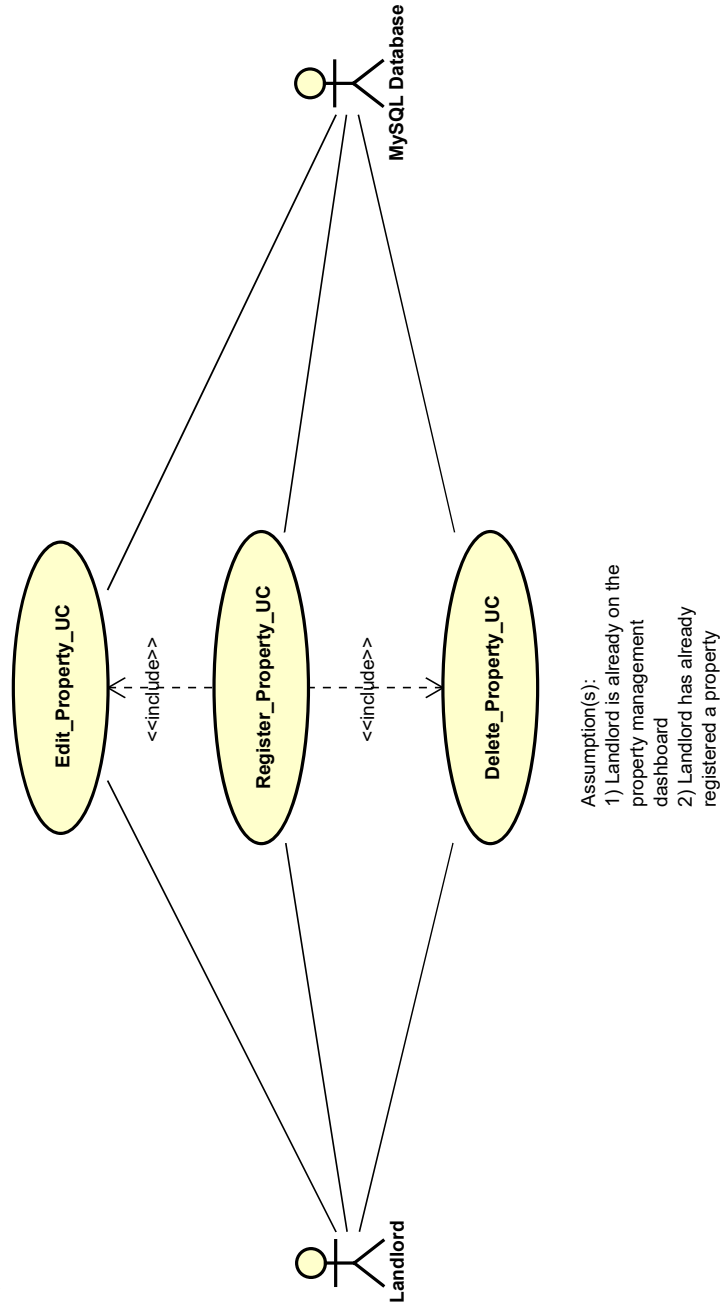 Edit_Property_UC
<<include>>
Landlord
Register_Property_UC
MySQL Database
<<include>>
Delete_Property_UC
Assumption(s):
1) Landlord is already on the
property management
dashboard
2) Landlord has already
registered a property